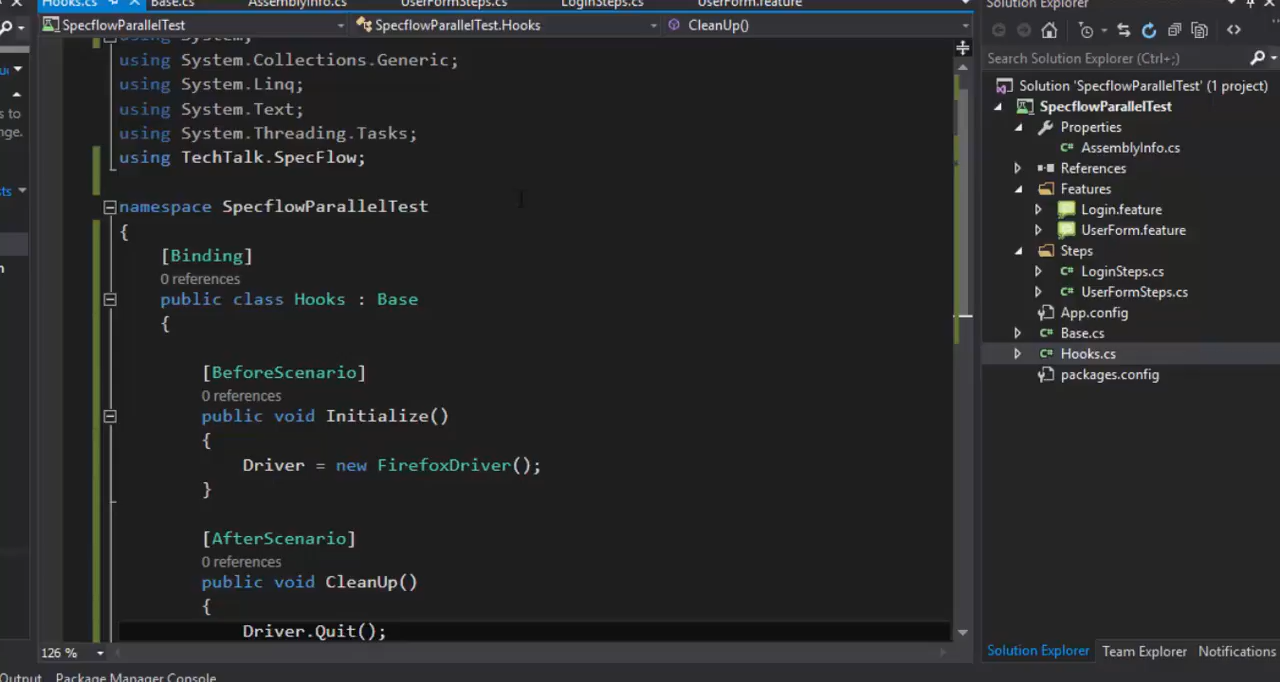 Hooks.cs
Base.cs
UserFormSteps.cs
AssemblyInfo.cs
LoginSteps.cs
UserForm.feature
SpecflowParallelTest
SpecflowParallelTest.Hooks
CleanUp()
using System;
using System.Collections.Generic;
using System.Linq;
using System.Text;
using System.Threading.Tasks;
using TechTalk.SpecFlow;
namespace SpecflowParallelTest
{
[Binding]
0 references
public class Hooks : Base
{
[BeforeScenario]
0 references
public void Initialize()
{
Driver = new FirefoxDriver();
}
[AfterScenario]
0 references
public void CleanUp()
{
Driver.Quit();
126 %
Output
Package Manager Console
Solution Explorer
Search Solution Explorer (Ctrl+;)
Solution 'SpecflowParallelTest' (1 project)
SpecflowParallelTest
Properties
C# AssemblyInfo.cs
References
Features
Login.feature
UserForm.feature
Steps
C# LoginSteps.cs
C# UserFormSteps.cs
App.config
C# Base.cs
C# Hooks.cs
packages.config
Solution Explorer
Team Explorer
Notifications